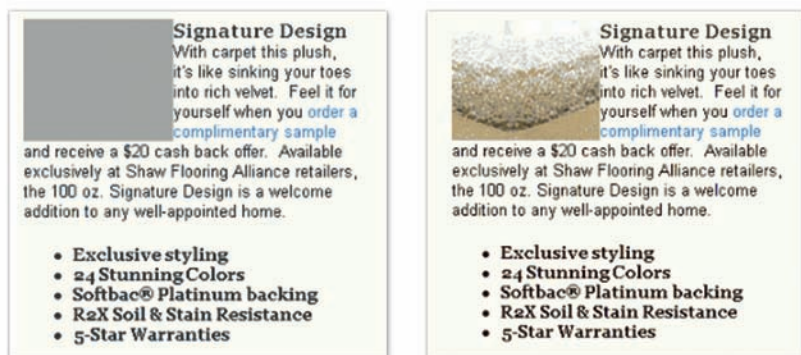 Signature Design
With carpet this plush,
it's like sinking your toes
into rich velvet. Feel it for
yourself when you order a
complimentary sample
and receive a $20 cash back offer. Available
exclusively at Shaw Flooring Alliance retailers,
the 100 oz. Signature Design is a welcome
addition to any well-appointed home.
• Exclusive styling
• 24 Stunning Colors
• Softbac® Platinum backing
• R2X Soil & Stain Resistance
• 5-Star Warranties
Signature Design
With carpet this plush,
it's like sinking your toes
into rich velvet. Feel it for
yourself when you order a
complimentary sample
and receive a $20 cash back offer. Available
exclusively at Shaw Flooring Alliance retailers,
the 100 oz. Signature Design is a welcome
addition to any well-appointed home.
• Exclusive styling
• 24 Stunning Colors
• Softbac® Platinum backing
• R2X Soil & Stain Resistance
• 5-Star Warranties